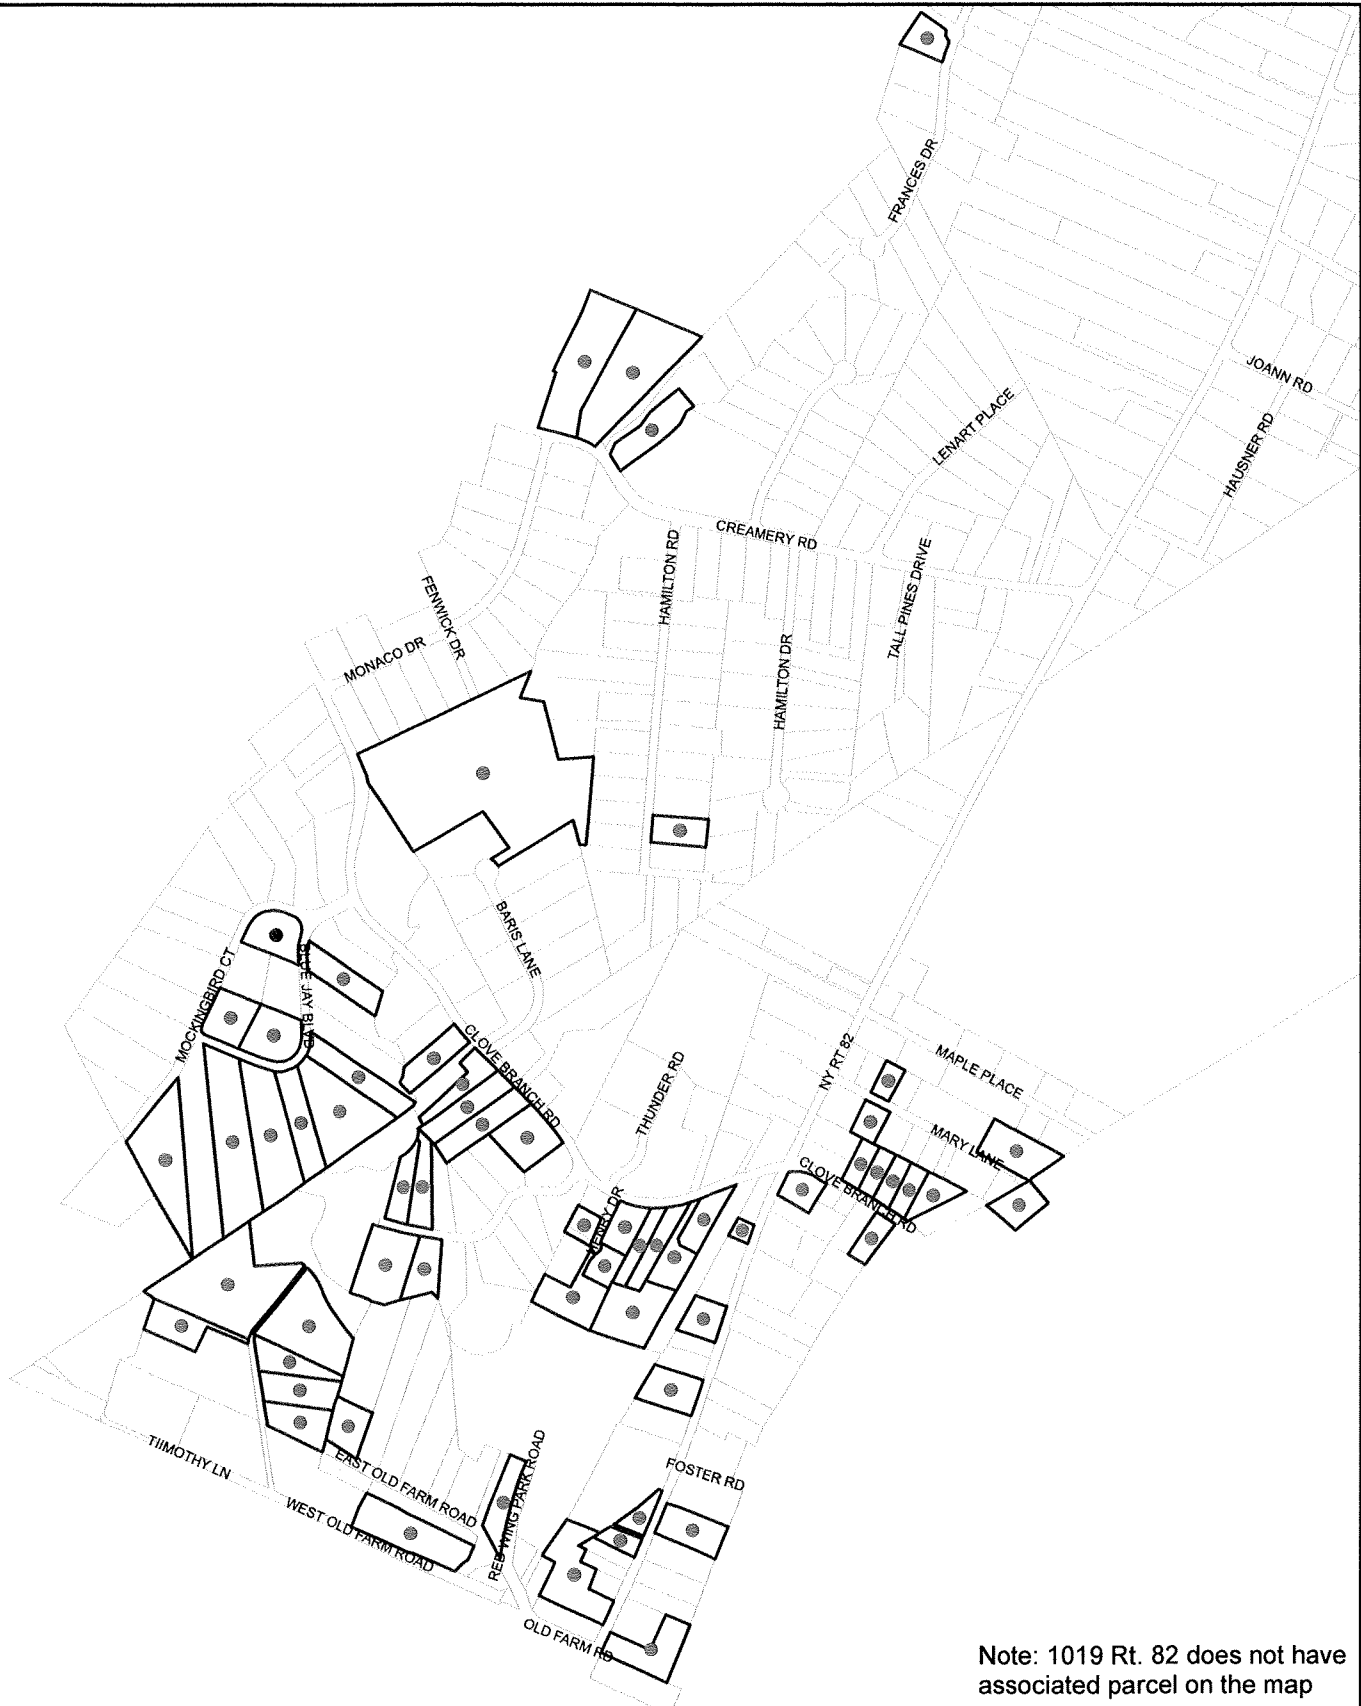 FRANCES DR
JOANN RD
HAUSNER RD
LENART PLACE
CREAMERY RD
HAMILTON RD
TALL PINES DRIVE
FENWICK DR
HAMILTON DR
MONACO DR
BARIS LANE
MOCKINGBIRD CT
BLUE JAY BLVD
CLOVE BRANCH RD
THUNDER RD
NY RT 82
MAPLE PLACE
MARY LANE
CLOVE BRANCH RD
HENRY DR
TIIMOTHY LN
EAST OLD FARM ROAD
WEST OLD FARM ROAD
RED WING PARK ROAD
FOSTER RD
OLD FARM RD
Note: 1019 Rt. 82 does not have
associated parcel on the map